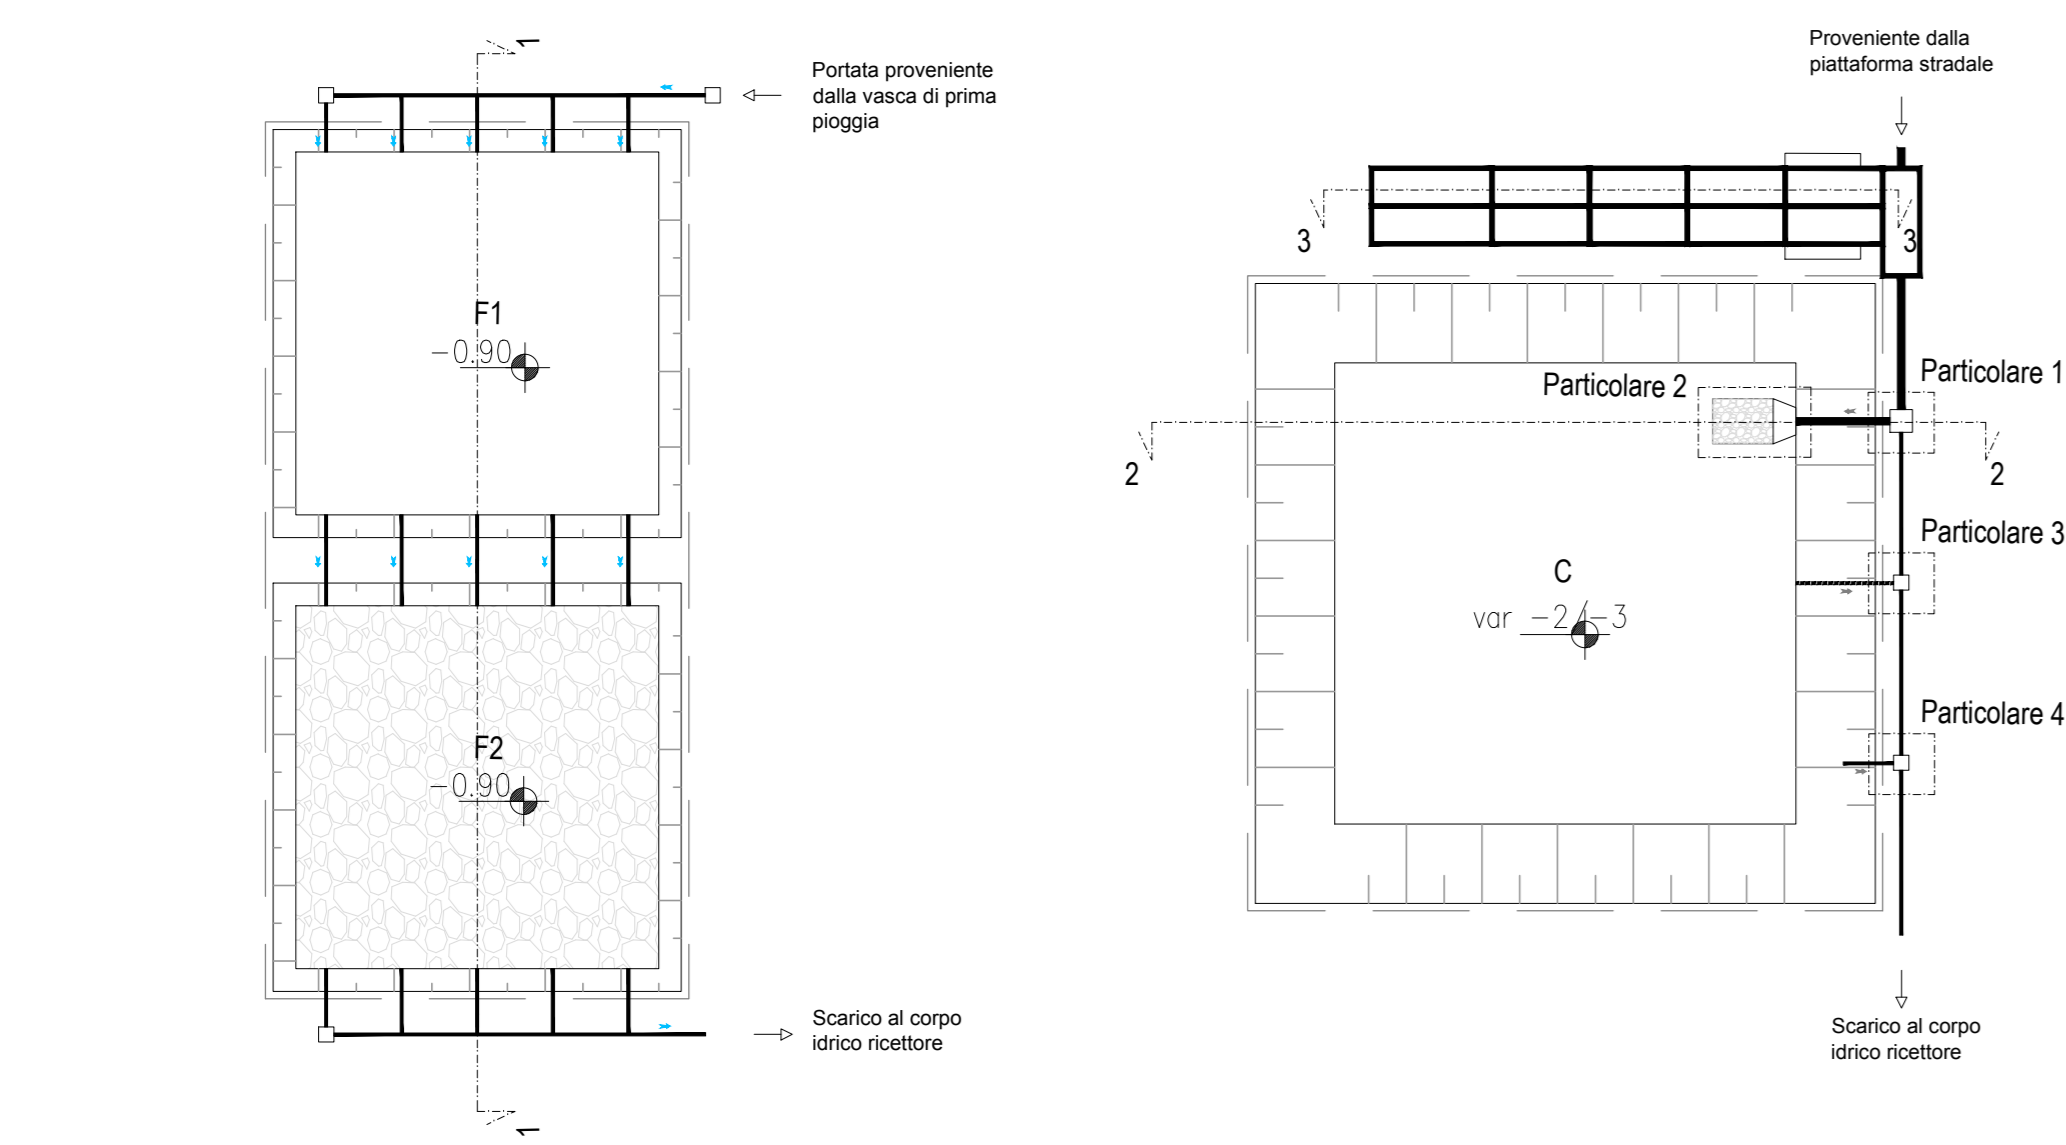 1
Portata proveniente
dalla vasca di prima
pioggia
F1
-0.90
F2
-0.90
Scarico al corpo
idrico ricettore
1
Proveniente dalla
piattaforma stradale
3
3
Particolare 1
Particolare 2
2
2
Particolare 3
C
var -2/-3
Particolare 4
Scarico al corpo
idrico ricettore